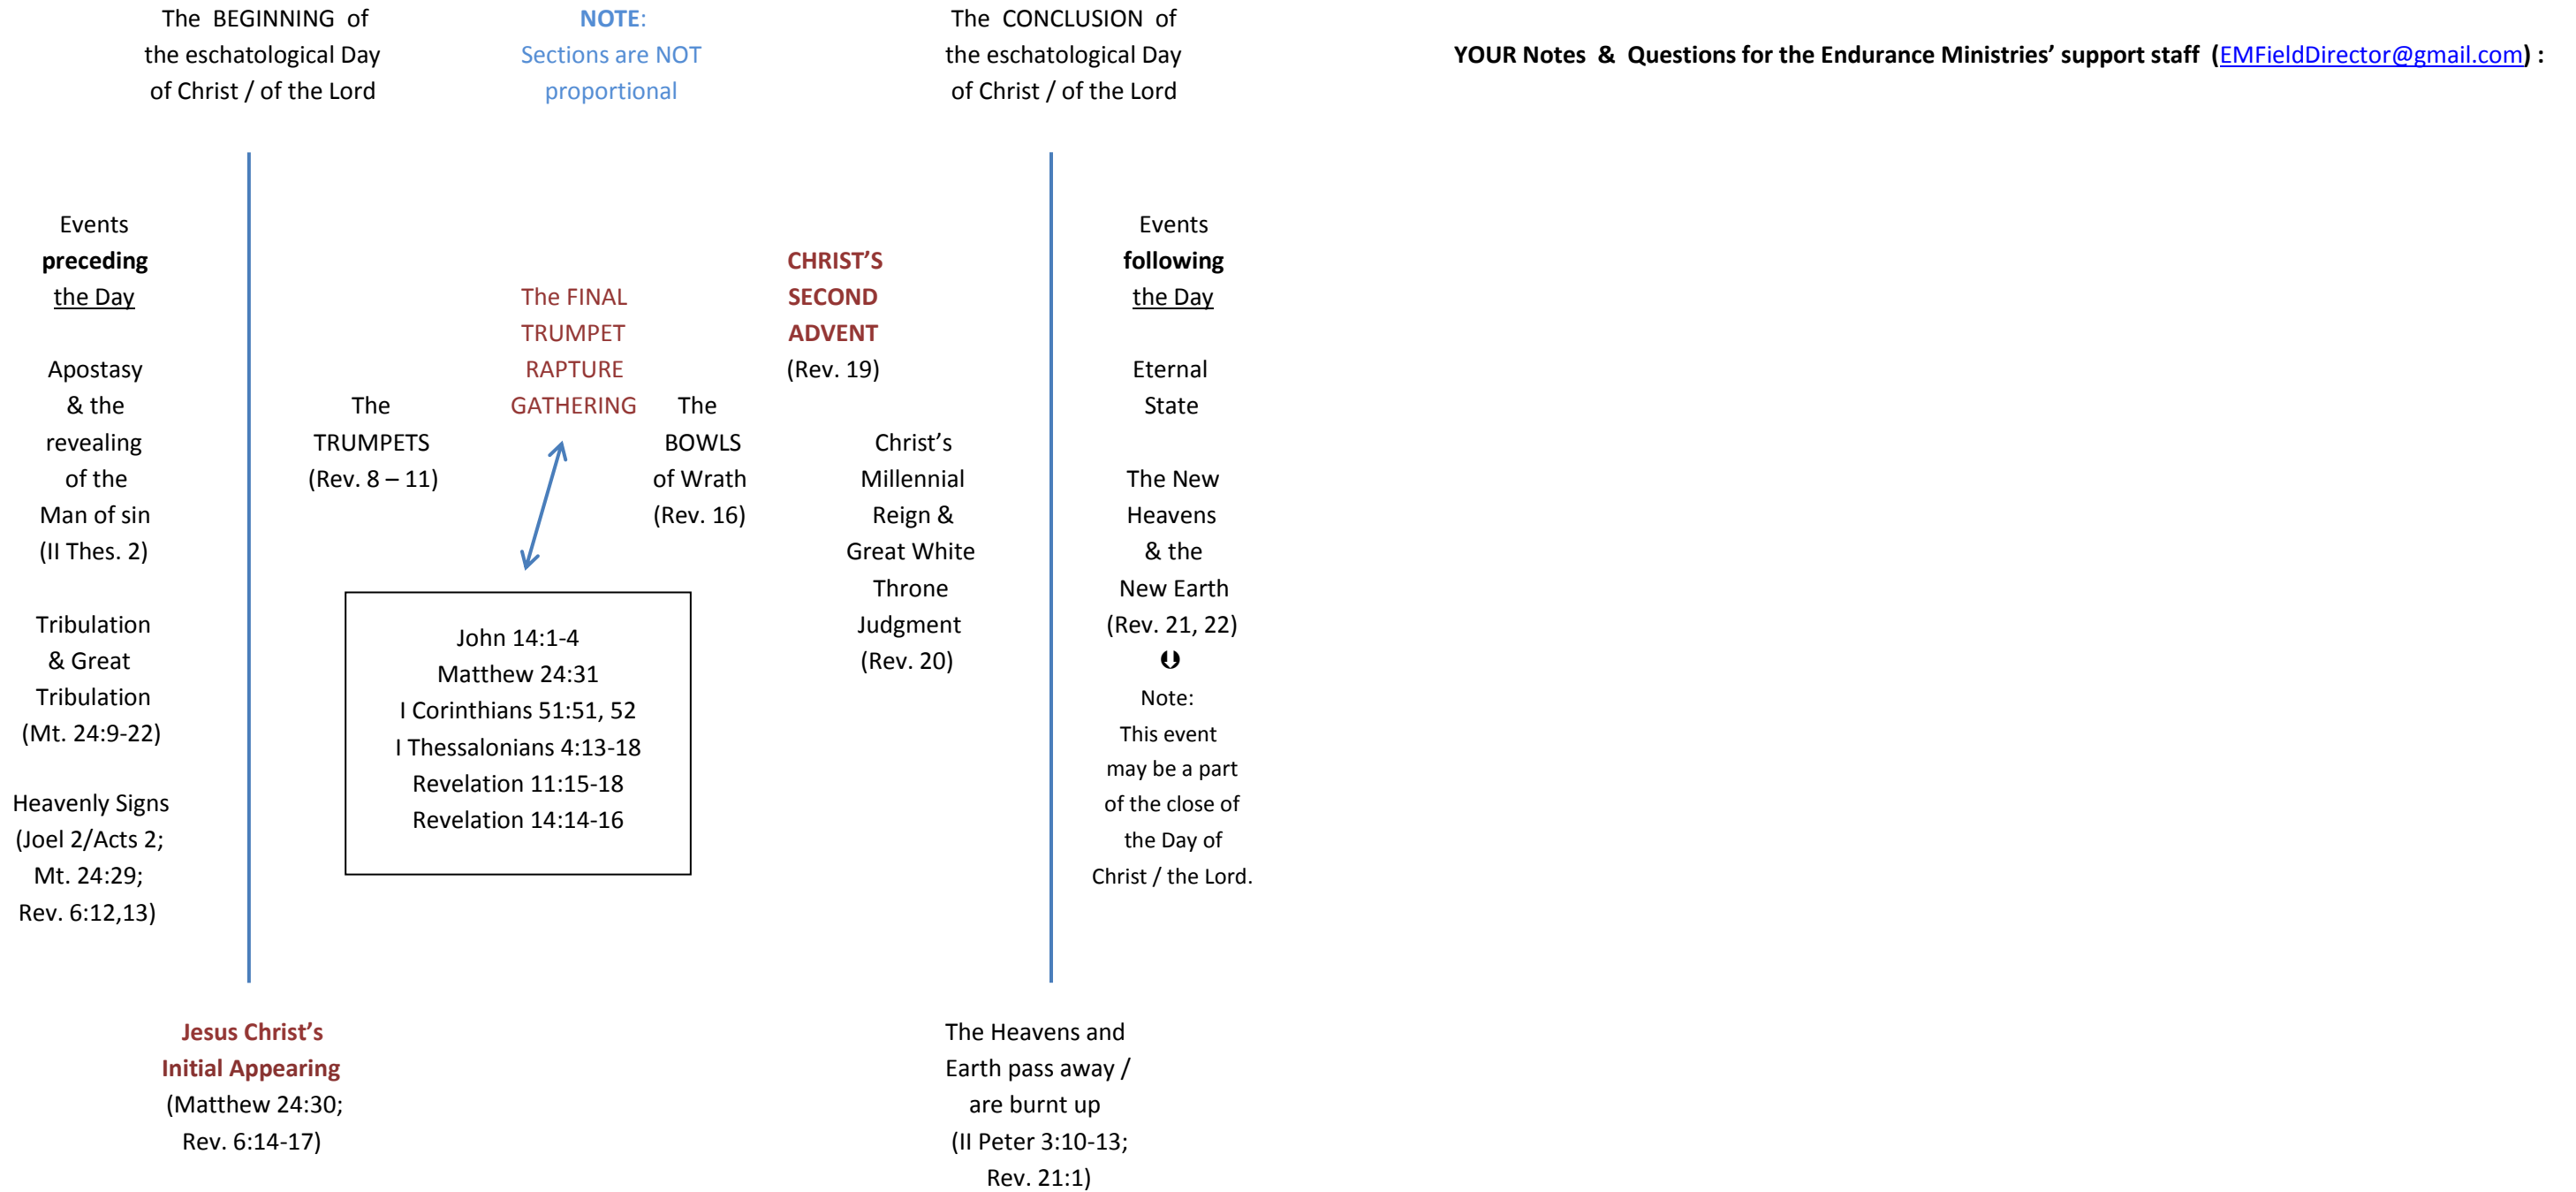 The BEGINNING of
the eschatological Day
of Christ / of the Lord
NOTE:
Sections are NOT
proportional
The CONCLUSION of
the eschatological Day
of Christ / of the Lord
YOUR Notes & Questions for the Endurance Ministries’ support staff (EMFieldDirector@gmail.com) :
Events
preceding
the Day
Apostasy
& the
revealing
of the
Man of sin
(II Thes. 2)
Tribulation
& Great
Tribulation
(Mt. 24:9-22)
Heavenly Signs
(Joel 2/Acts 2;
Mt. 24:29;
Rev. 6:12,13)
The
TRUMPETS
(Rev. 8 – 11)
The FINAL
TRUMPET
RAPTURE
GATHERING
The
BOWLS
of Wrath
(Rev. 16)
John 14:1-4
Matthew 24:31
I Corinthians 51:51, 52
I Thessalonians 4:13-18
Revelation 11:15-18
Revelation 14:14-16
CHRIST’S
SECOND
ADVENT
(Rev. 19)
Christ’s
Millennial
Reign &
Great White
Throne
Judgment
(Rev. 20)
Events
following
the Day
Eternal
State
The New
Heavens
& the
New Earth
(Rev. 21, 22)
Note:
This event
may be a part
of the close of
the Day of
Christ / the Lord.
Jesus Christ’s
Initial Appearing
(Matthew 24:30;
Rev. 6:14-17)
The Heavens and
Earth pass away /
are burnt up
(II Peter 3:10-13;
Rev. 21:1)